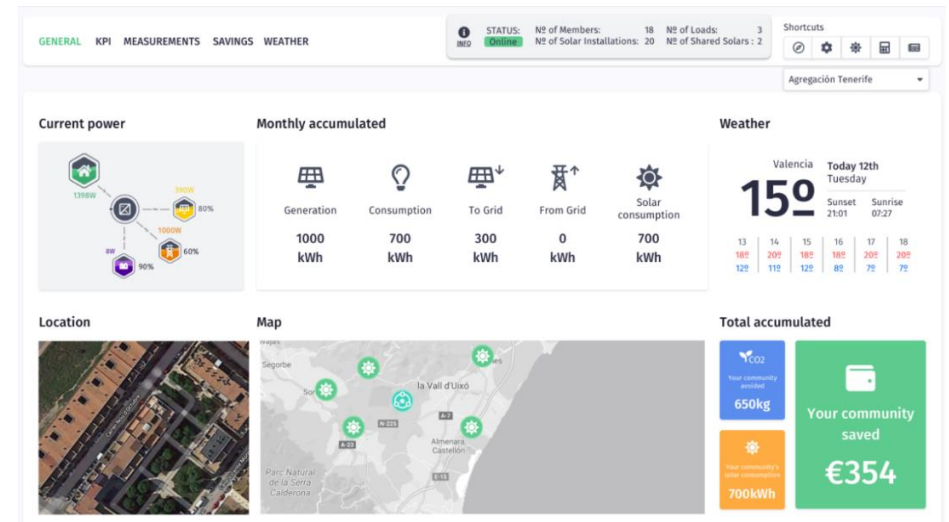 GENERAL KPI MEASUREMENTS SAVINGS WEATHER
INFO
STATUS:
Online
Nº of Members: 18 Nº of Loads: 3
Nº of Solar Installations: 20 Nº of Shared Solars : 2
Shortcuts
Agregación Tenerife
Current power
1398W
390W
80%
1000W
60%
8W
90%
Monthly accumulated
Generation
1000
kWh
Consumption
700
kWh
To Grid
300
kWh
From Grid
0
kWh
Solar
consumption
700
kWh
Weather
Valencia
15º
Today 12th
Tuesday
Sunset Sunrise
21:01 07:27
13 14 15 16 17 18
18º 20º 18º 18º 20º 20º
12º 11º 12º 8º 7º 7º
Location
Map
Segorbe
la Vall d'Uixó
N-225
A-7
A-23
Almenara,
Castellón
E-15
Parc Natural
de la Serra
Calderona
Total accumulated
CO2
Your community
avoided
650kg
Your community's
solar consumption
700kWh
Your community
saved
€354